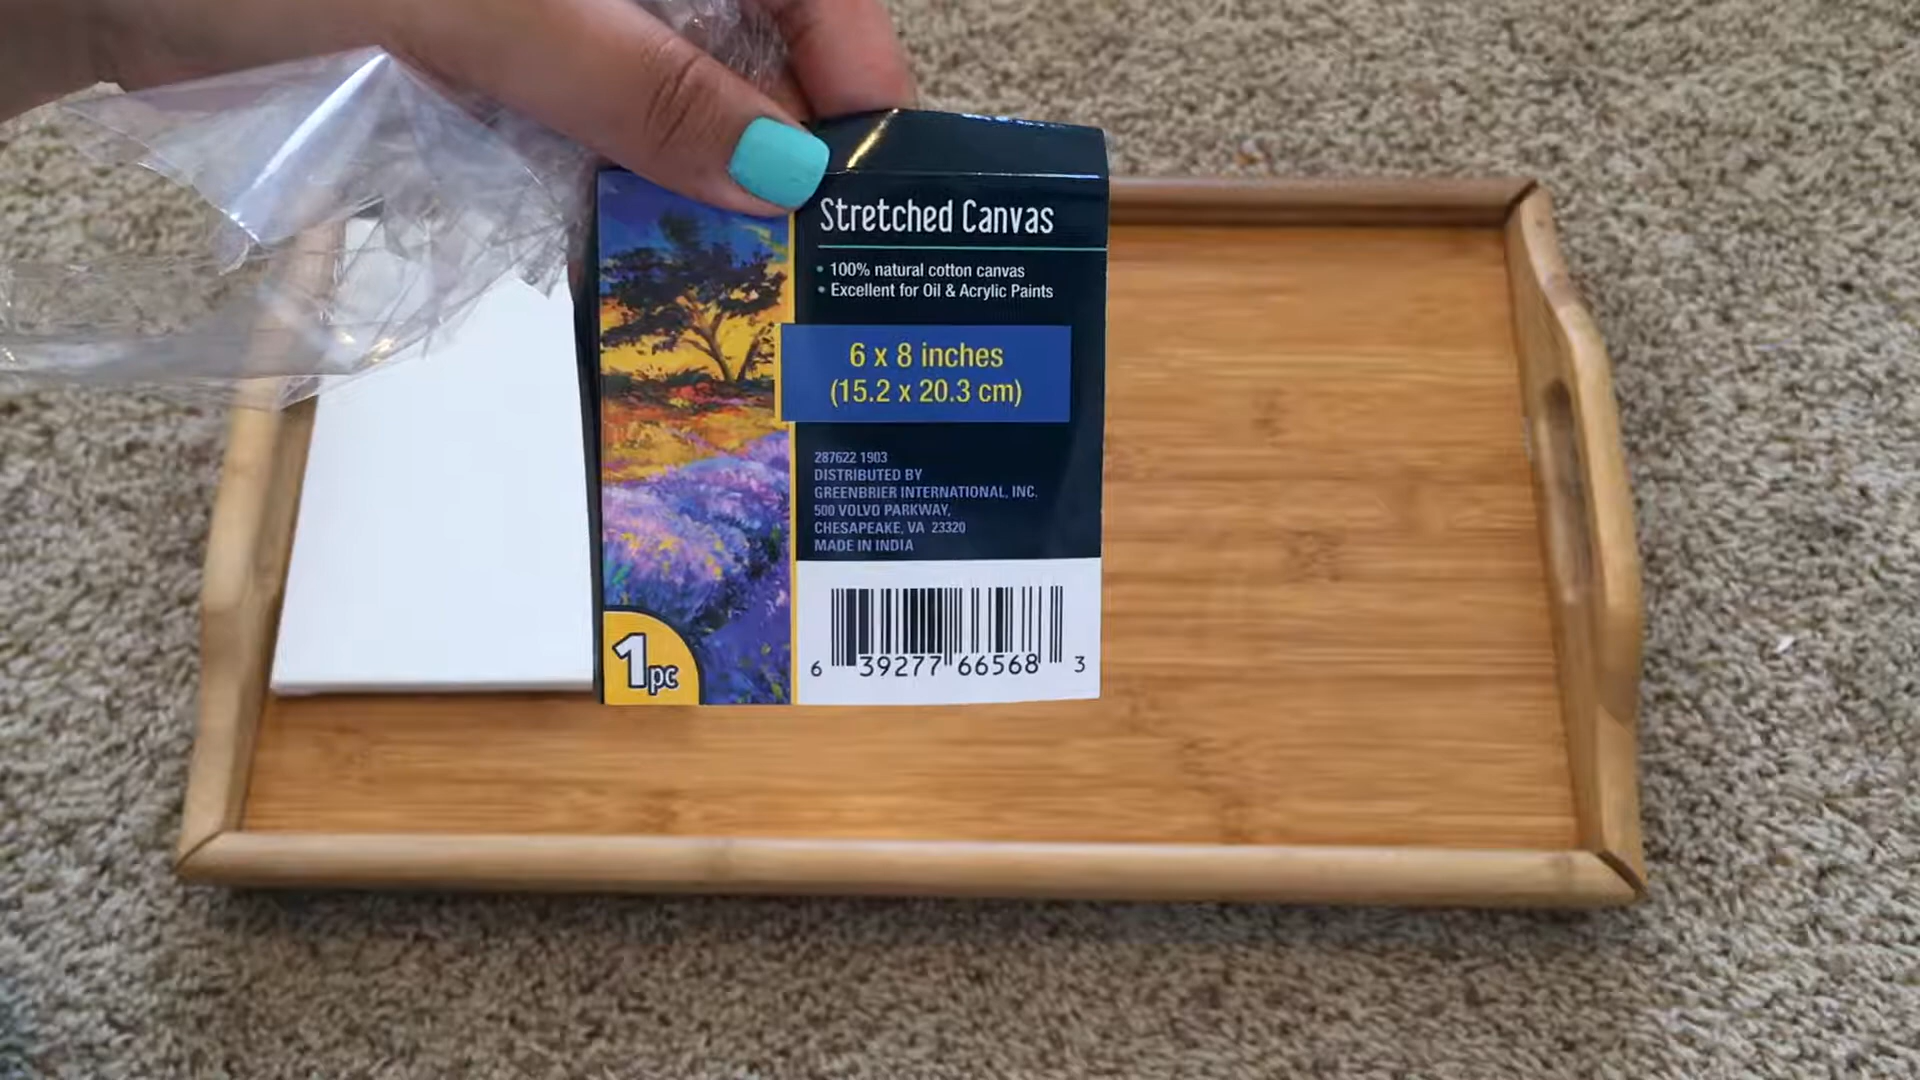 Stretched Canvas
• 100% natural cotton canvas
• Excellent for Oil & Acrylic Paints
6 x 8 inches
(15.2 x 20.3 cm)
287622 1903
DISTRIBUTED BY
GREENBRIER INTERNATIONAL, INC.
500 VOLVO PARKWAY,
CHESAPEAKE, VA 23320
MADE IN INDIA
1pc
6 39277 66568 3